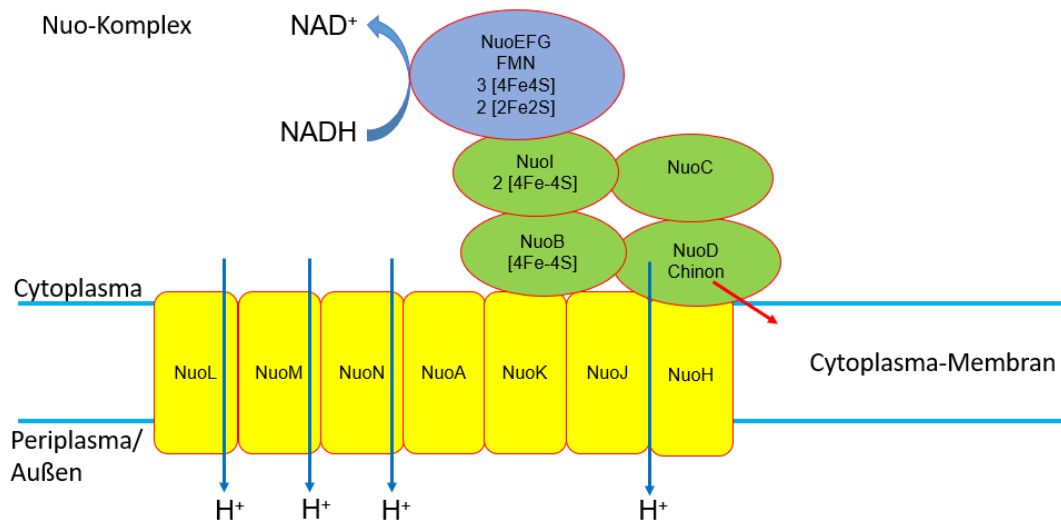 Nuo-Komplex
NAD⁺
NADH
NuoEFG
FMN
3 [4Fe4S]
2 [2Fe2S]
NuoI
2 [4Fe-4S]
NuoC
NuoB
[4Fe-4S]
NuoD
Chinon
Cytoplasma
NuoL
NuoM
NuoN
NuoA
NuoK
NuoJ
NuoH
Cytoplasma-Membran
Periplasma/
Außen
H⁺
H⁺
H⁺
H⁺